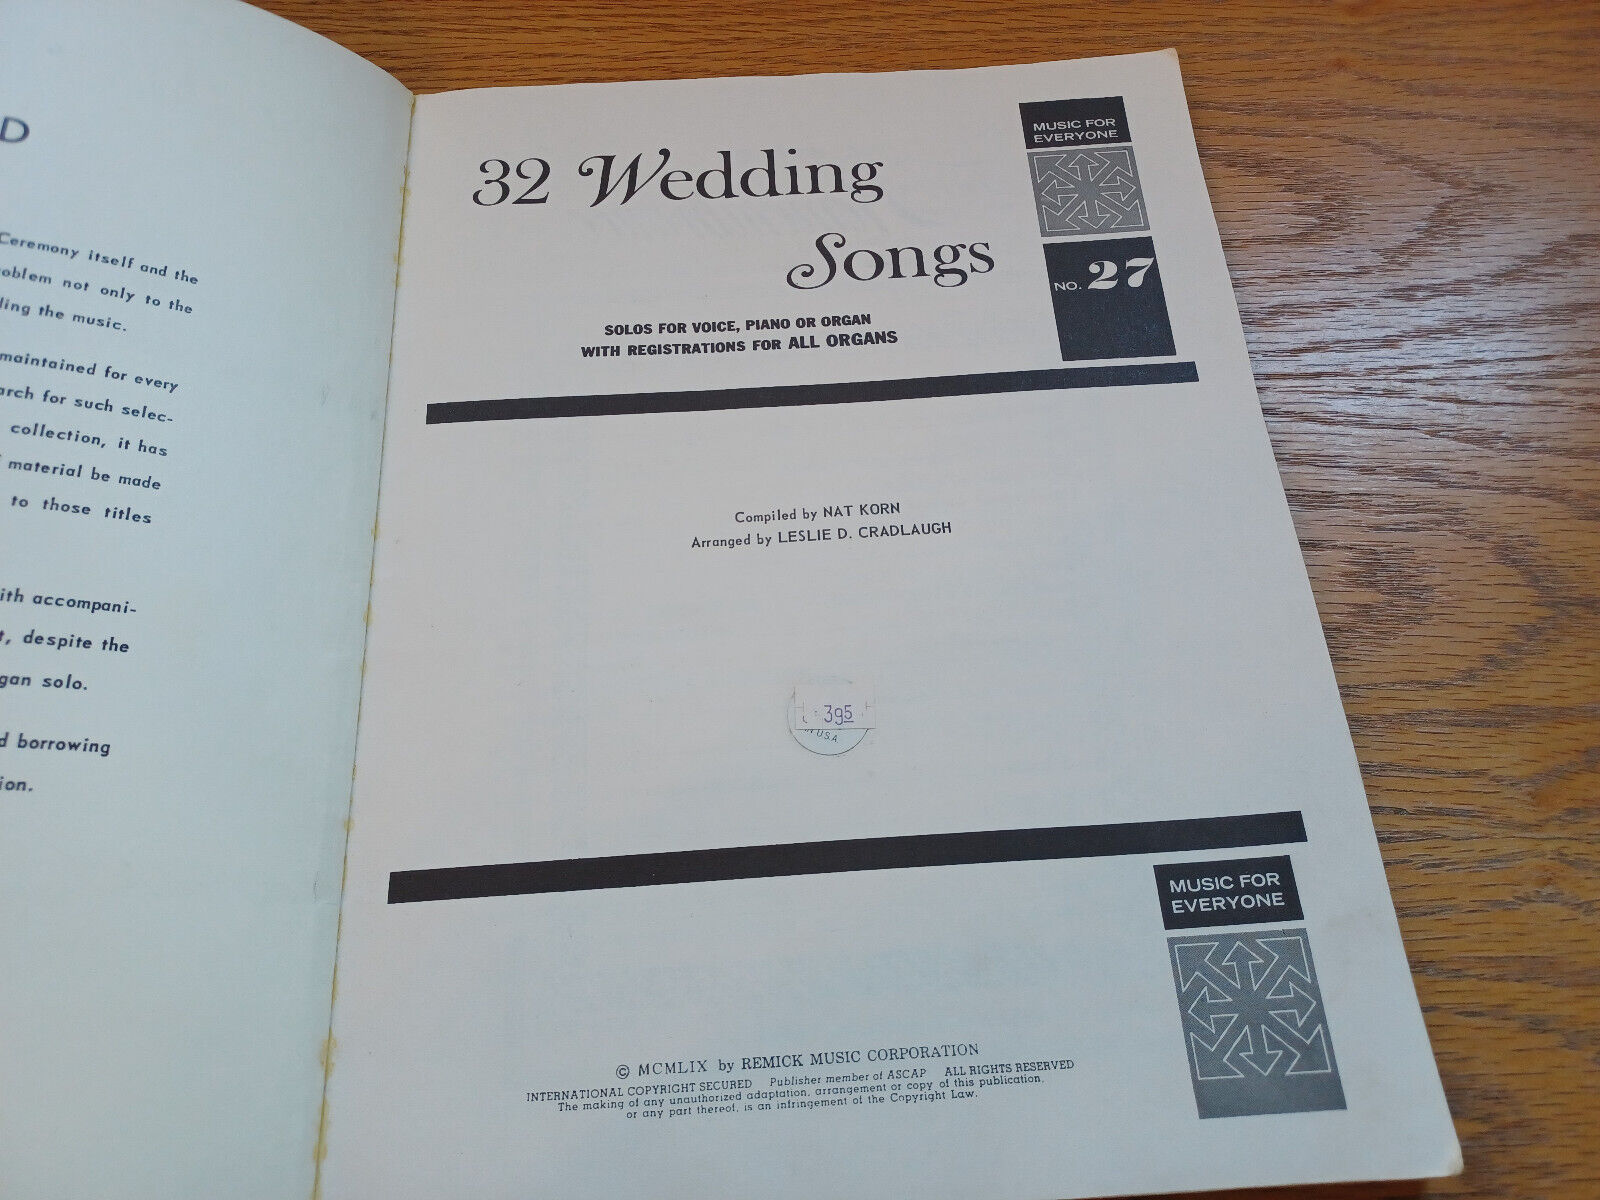 D
Ceremony itself and the
oblem not only to the
ling the music.
maintained for every
arch for such selec-
collection, it has
material be made
to those titles
ith accompani-
t, despite the
gan solo.
d borrowing
ion.
32 Wedding
Songs
SOLOS FOR VOICE, PIANO OR ORGAN
WITH REGISTRATIONS FOR ALL ORGANS
MUSIC FOR
EVERYONE
NO. 27
Compiled by NAT KORN
Arranged by LESLIE D. CRADLAUGH
395
IN U.S.A
MUSIC FOR
EVERYONE
© MCMLIX by REMICK MUSIC CORPORATION
INTERNATIONAL COPYRIGHT SECURED Publisher member of ASCAP ALL RIGHTS RESERVED
The making of any unauthorized adaptation, arrangement or copy of this publication,
or any part thereof, is an infringement of the Copyright Law.